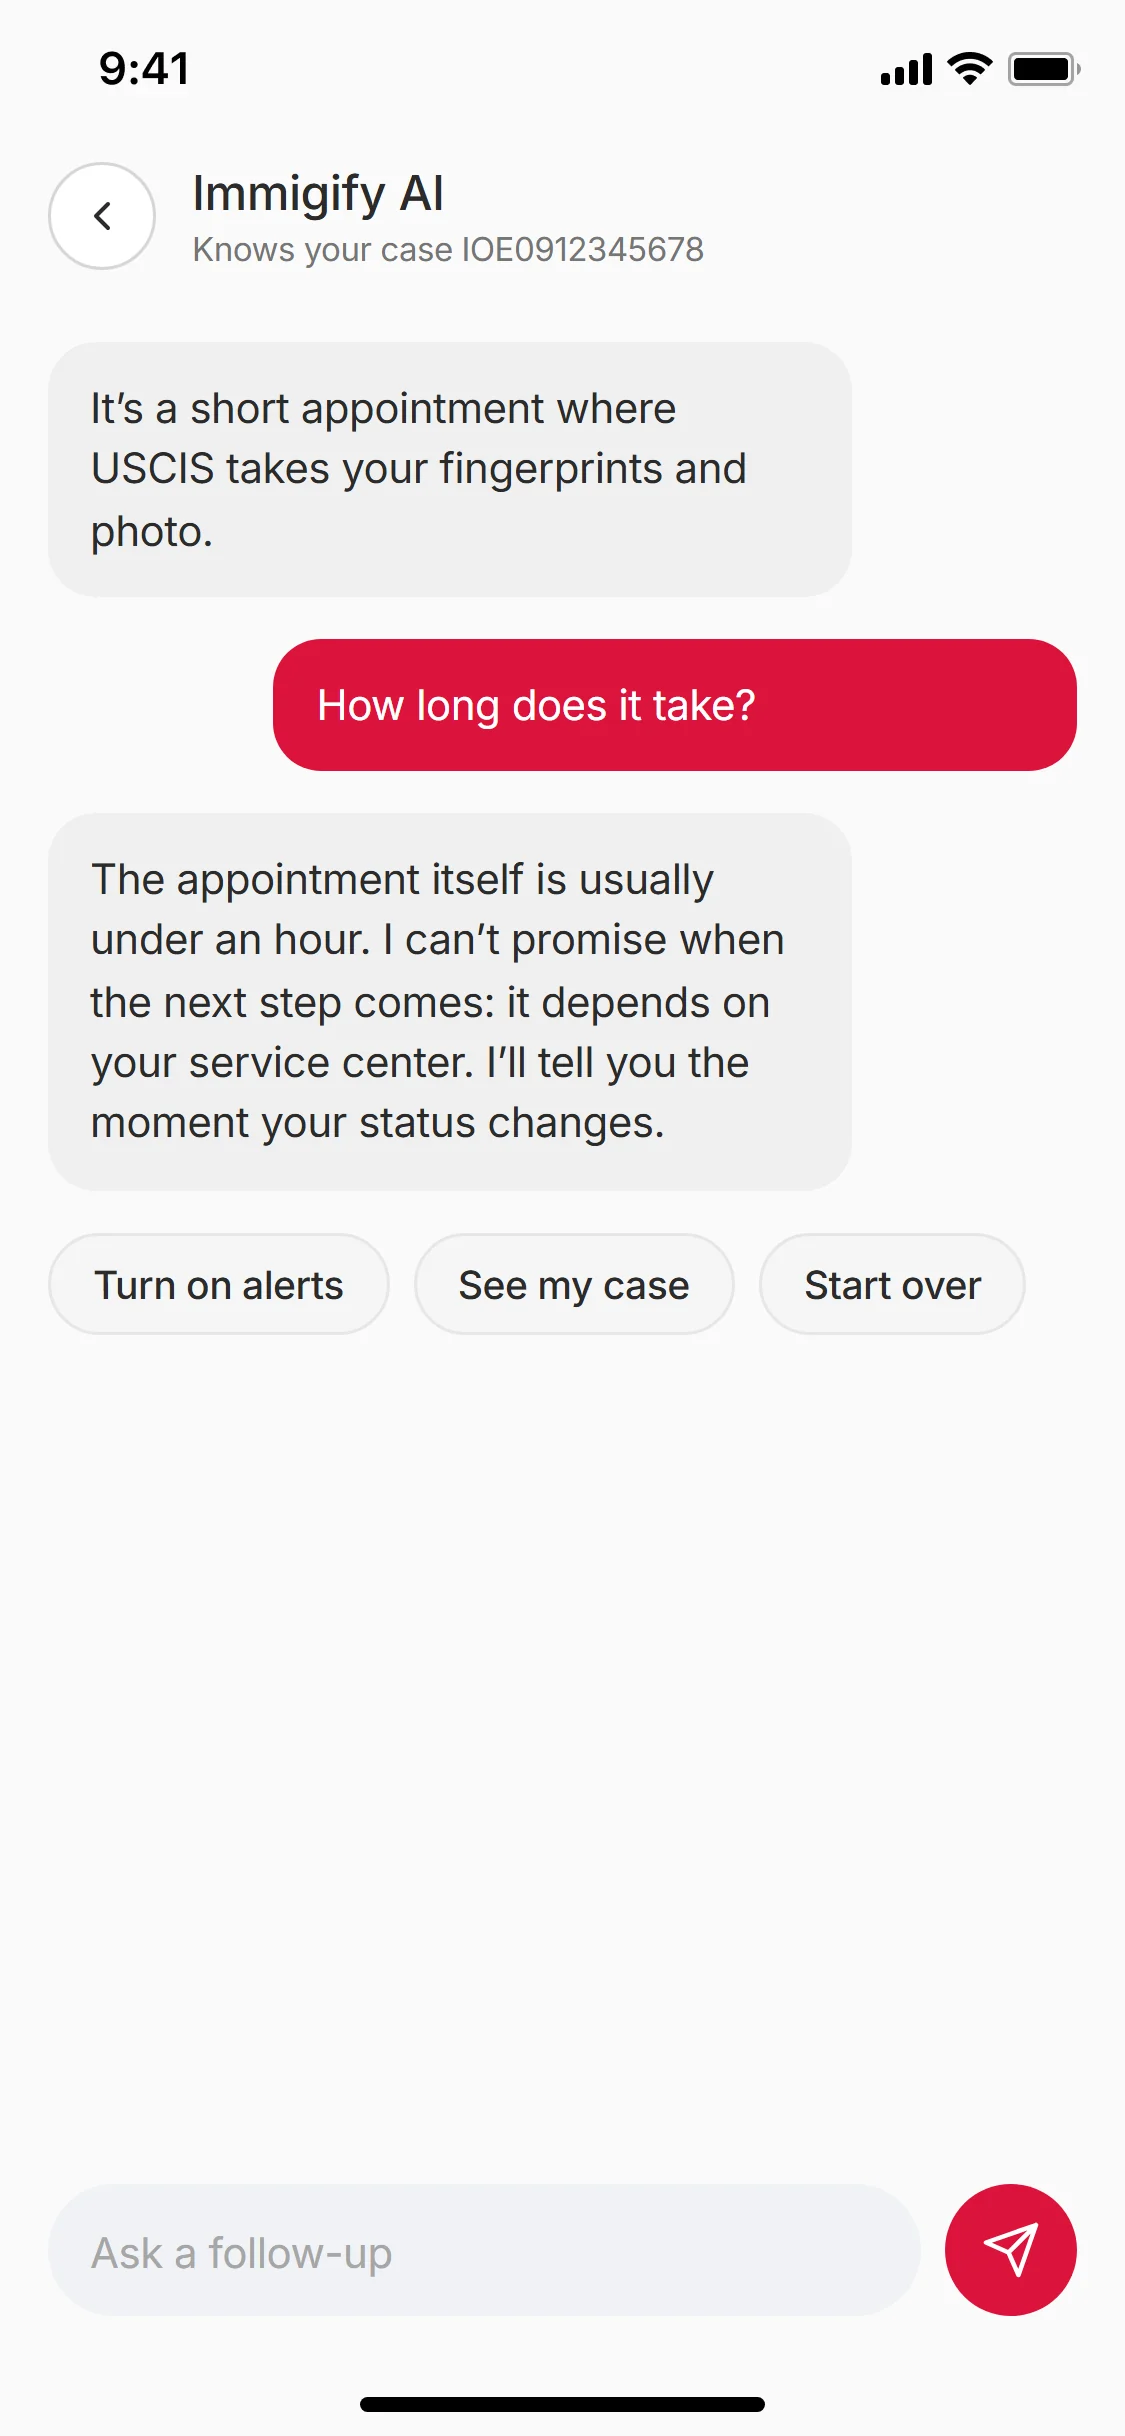 9:41
Immigify AI
Knows your case IOE0912345678
It’s a short appointment where
USCIS takes your fingerprints and
photo.
How long does it take?
The appointment itself is usually
under an hour. I can’t promise when
the next step comes: it depends on
your service center. I’ll tell you the
moment your status changes.
Turn on alerts
See my case
Start over
Ask a follow-up